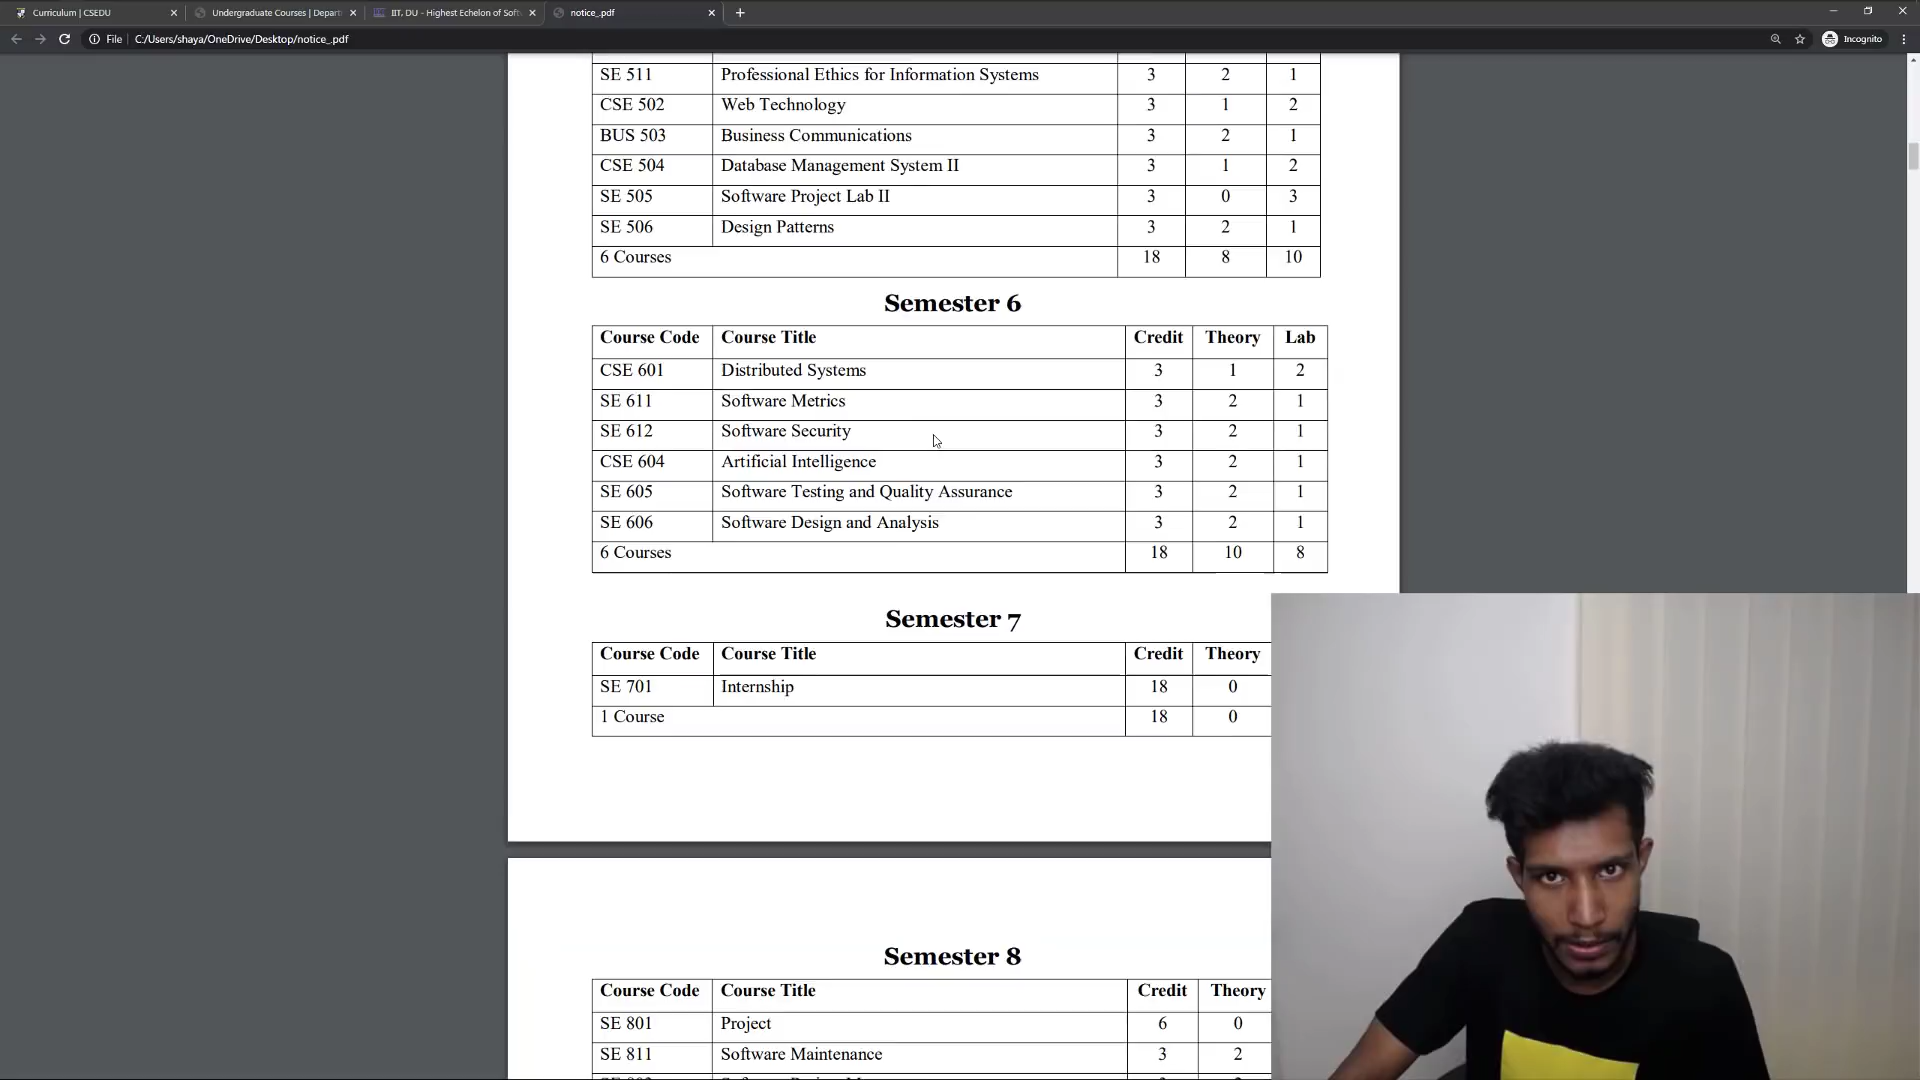 Curriculum | CSEDU
Undergraduate Courses | Depar
IIT, DU - Highest Echelon of Soft
notice_.pdf
File C:/Users/shaya/OneDrive/Desktop/notice_.pdf
Incognito
SE 511 Professional Ethics for Information Systems 3 2 1
CSE 502 Web Technology 3 1 2
BUS 503 Business Communications 3 2 1
CSE 504 Database Management System II 3 1 2
SE 505 Software Project Lab II 3 0 3
SE 506 Design Patterns 3 2 1
6 Courses 18 8 10
Semester 6
Course Code Course Title Credit Theory Lab
CSE 601 Distributed Systems 3 1 2
SE 611 Software Metrics 3 2 1
SE 612 Software Security 3 2 1
CSE 604 Artificial Intelligence 3 2 1
SE 605 Software Testing and Quality Assurance 3 2 1
SE 606 Software Design and Analysis 3 2 1
6 Courses 18 10 8
Semester 7
Course Code Course Title Credit Theory
SE 701 Internship 18 0
1 Course 18 0
Semester 8
Course Code Course Title Credit Theory
SE 801 Project 6 0
SE 811 Software Maintenance 3 2